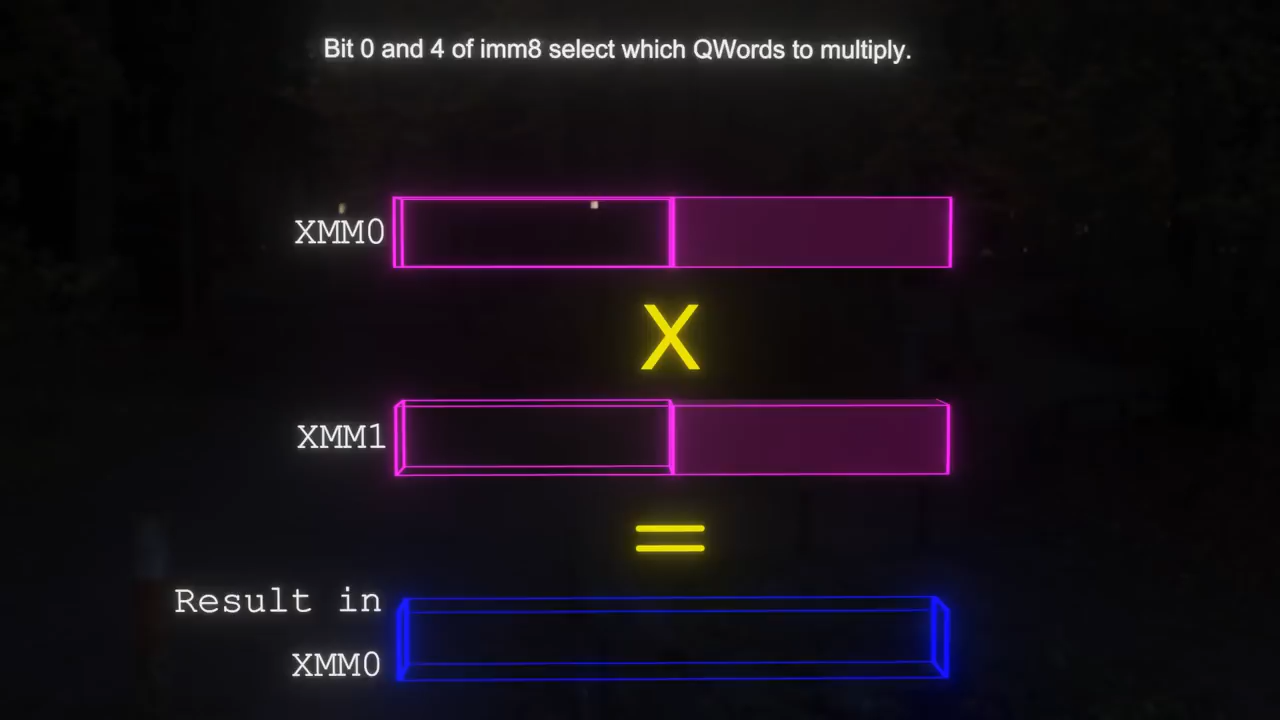 Bit 0 and 4 of imm8 select which QWords to multiply.
XMM0
X
XMM1
=
Result in
XMM0